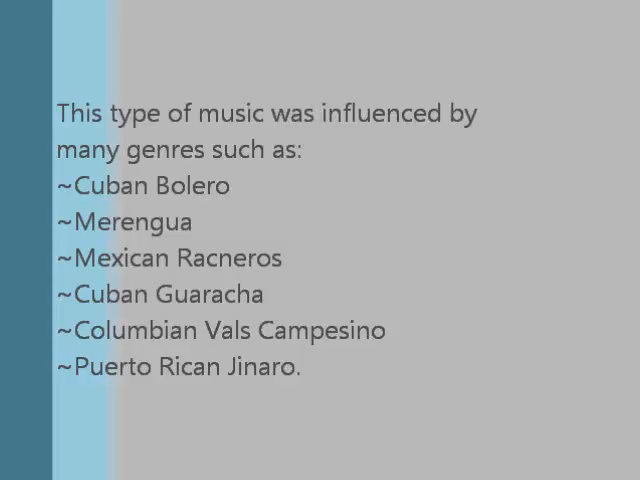 This type of music was influenced by
many genres such as:
~Cuban Bolero
~Merengua
~Mexican Racneros
~Cuban Guaracha
~Columbian Vals Campesino
~Puerto Rican Jinaro.